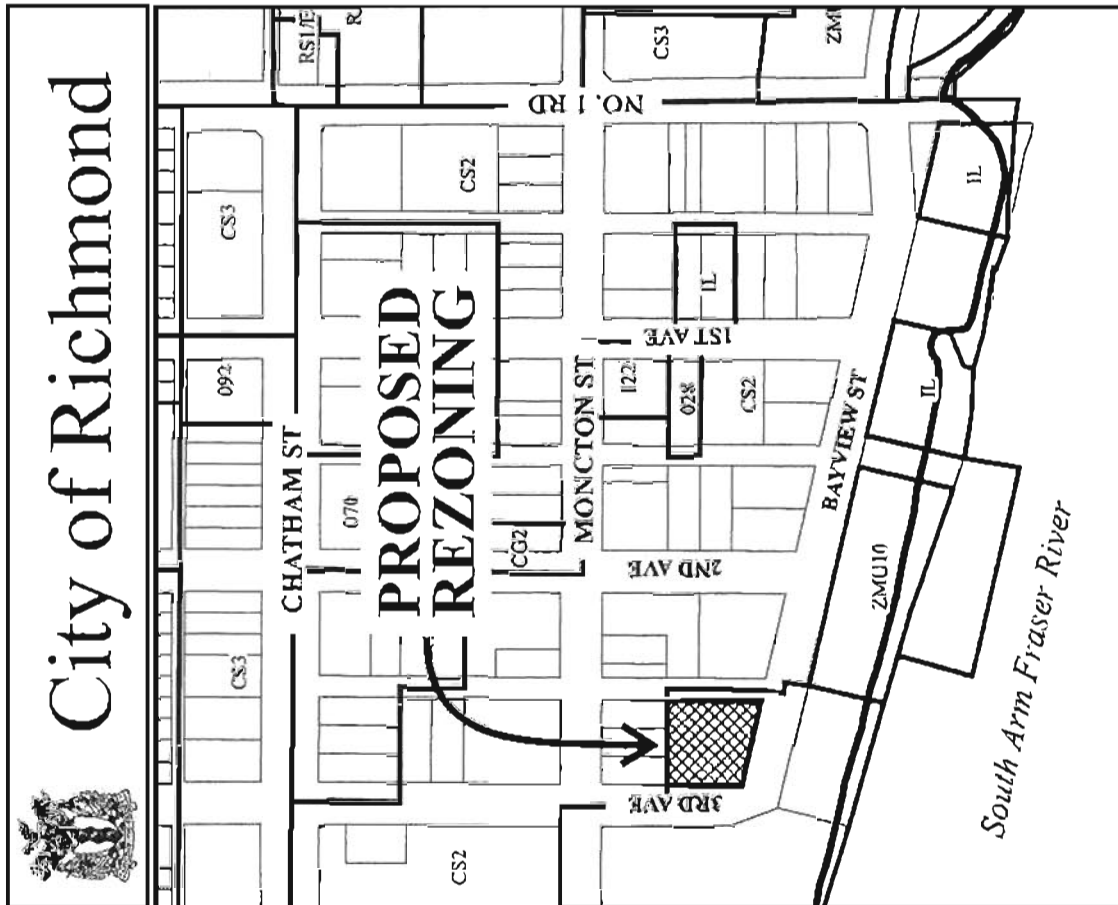 City of Richmond
RS1/E
CS3
NO. 1 RD
CS3
CS2
IL
PROPOSED
REZONING
IL
1ST AVE
092
CHATHAM ST
MONCTON ST
028
CS2
IL
BAYVIEW ST
070
CG2
2ND AVE
ZMU10
CS3
3RD AVE
CS2
South Arm Fraser River